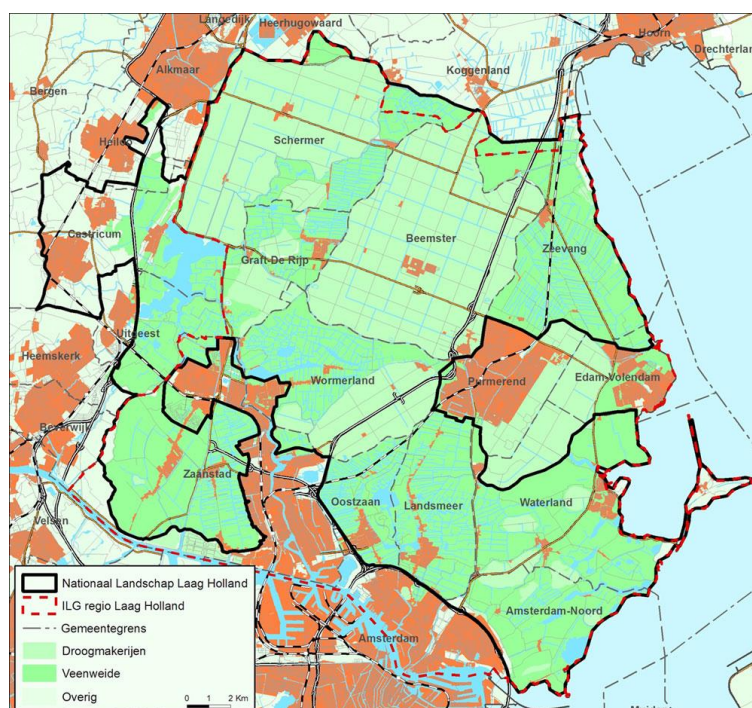 Langedijk
Heerhugowaard
Hoorn
Drechterland
Alkmaar
Koggenland
Bergen
Schermer
Heiloo
Castricum
Beemster
Zeevang
Graft-De Rijp
Uitgeest
Heemskerk
Wormerland
Purmerend
Edam-Volendam
Beverwijk
Zaanstad
Velsen
Oostzaan
Landsmeer
Waterland
Amsterdam-Noord
Amsterdam
Nationaal Landschap Laag Holland
ILG regio Laag Holland
Gemeentegrens
Droogmakerijen
Veenweide
Overig
0 1 2 Km